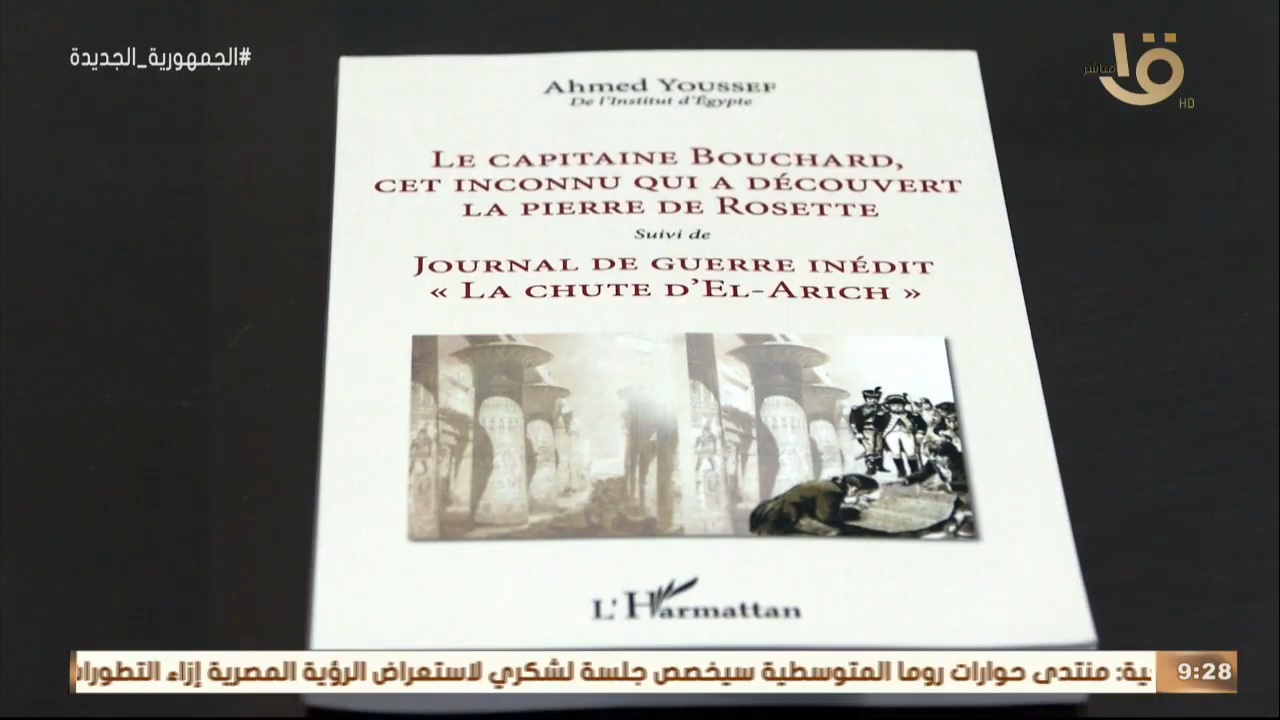 #الجمهورية_الجديدة
مباشر
HD
Ahmed Youssef
De l'Institut d'Égypte
Le capitaine Bouchard,
cet inconnu qui a découvert
la pierre de Rosette
Suivi de
Journal de guerre inédit
« La chute d'El-Arich »
L'Harmattan
منتدى حوارات روما المتوسطية سيخصص جلسة لشكري لاستعراض الرؤية المصرية إزاء
9:28